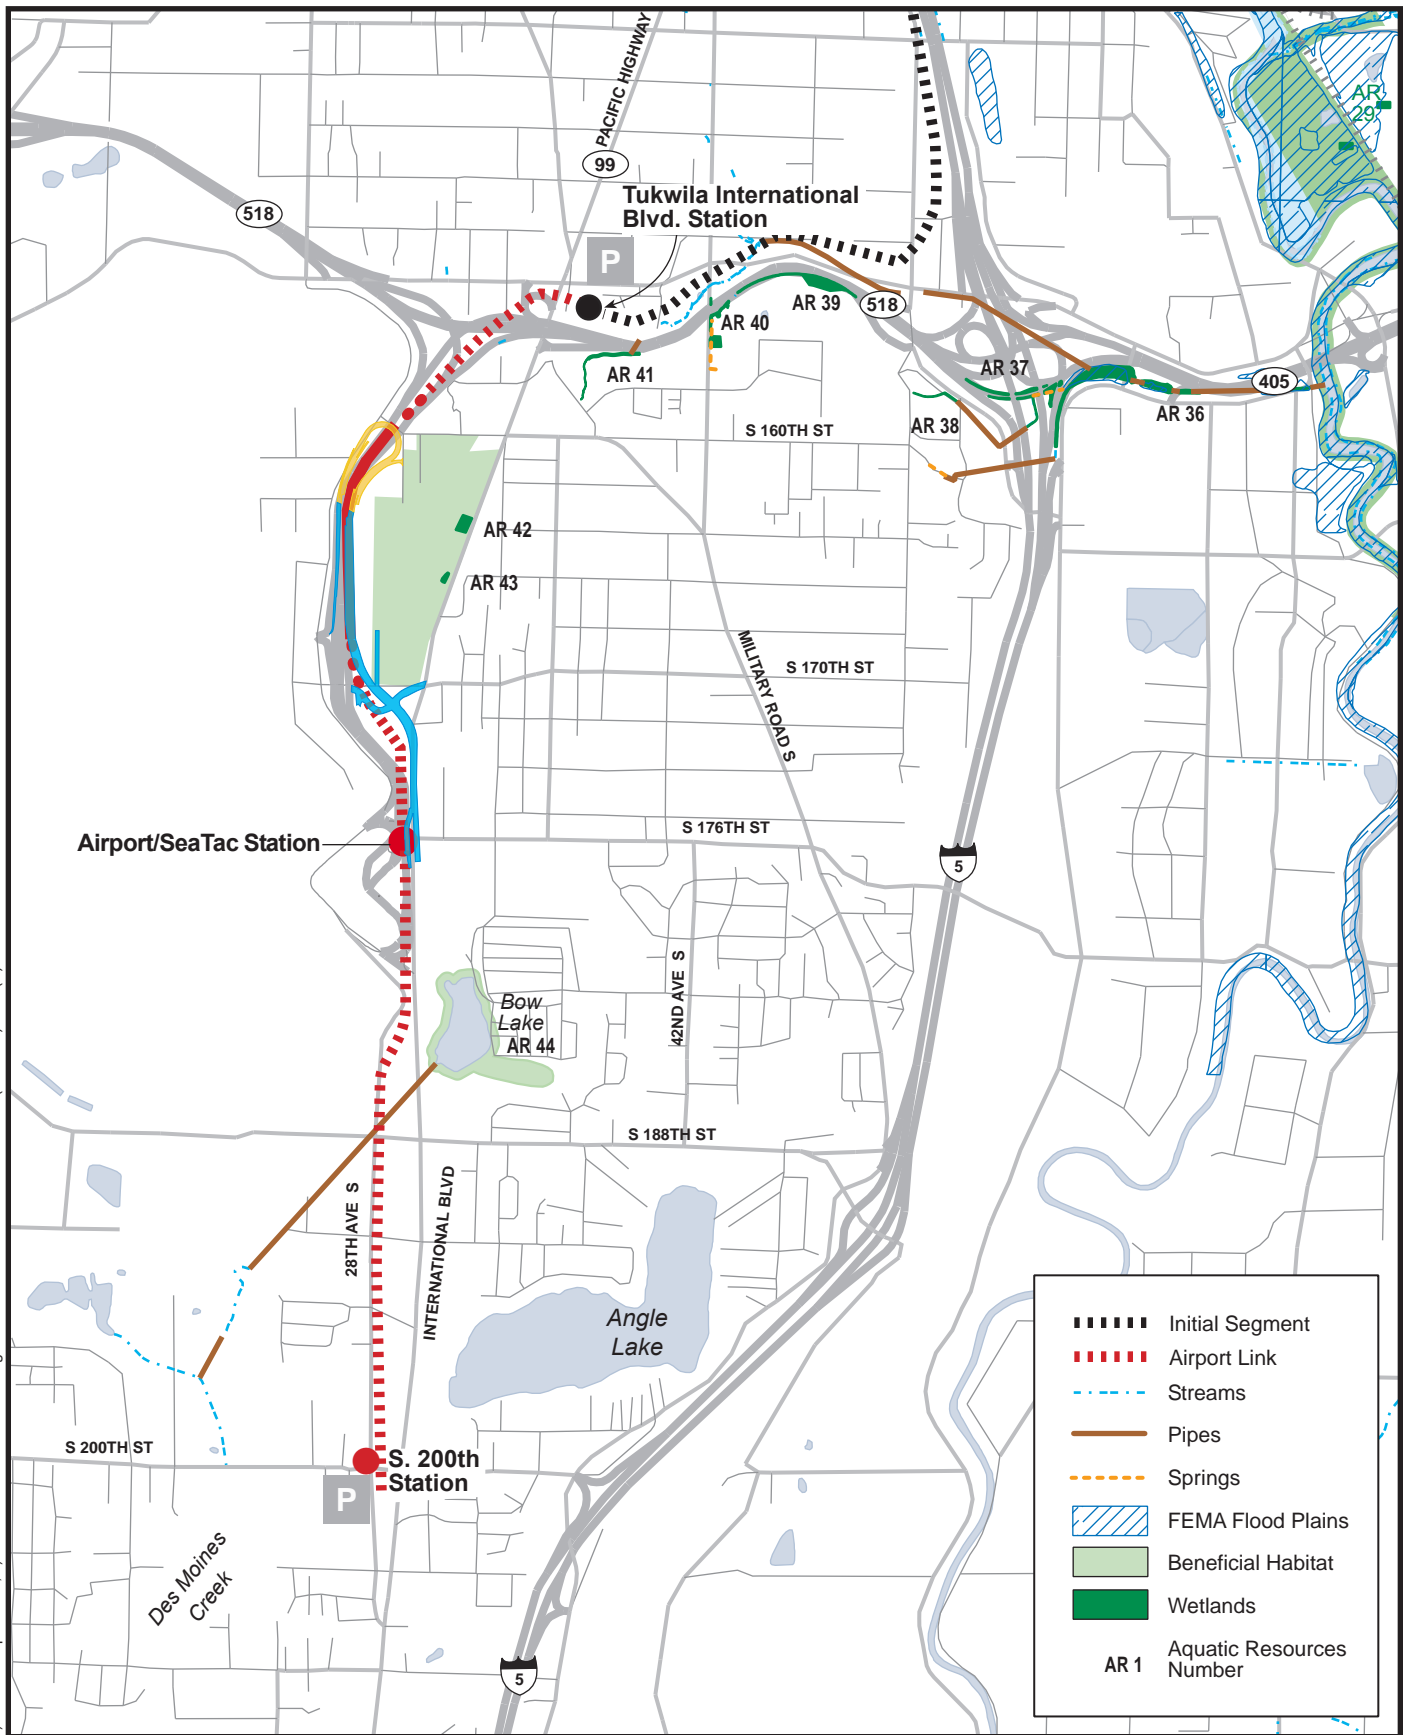 PACIFIC HIGHWAY
99
AR
29
518
Tukwila International
Blvd. Station
P
AR 39
518
AR 40
AR 37
AR 41
405
AR 36
AR 38
S 160TH ST
AR 42
AR 43
MILITARY ROAD S
S 170TH ST
S 176TH ST
Airport/SeaTac Station
5
42ND AVE S
Bow
Lake
AR 44
S 188TH ST
28TH AVE S
INTERNATIONAL BLVD
Angle
Lake
S 200TH ST
S. 200th
Station
P
Des Moines
Creek
5
Initial Segment
Airport Link
Streams
Pipes
Springs
FEMA Flood Plains
Beneficial Habitat
Wetlands
AR 1
Aquatic Resources
Number